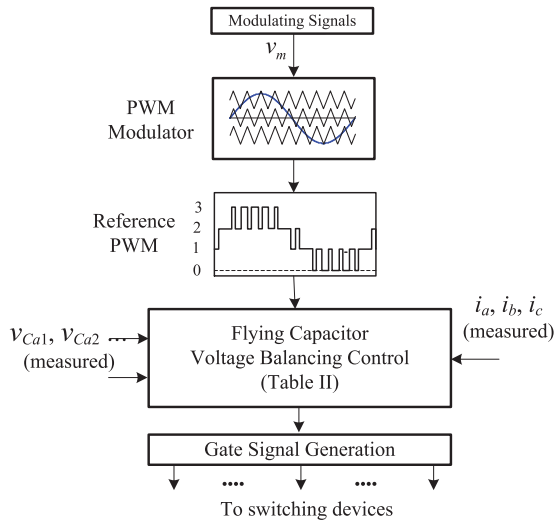 Modulating Signals
v_m
PWM
Modulator
Reference
PWM
3
2
1
0
v_Ca1, v_Ca2 ...
(measured)
i_a, i_b, i_c
(measured)
Flying Capacitor
Voltage Balancing Control
(Table II)
Gate Signal Generation
.... ....
To switching devices